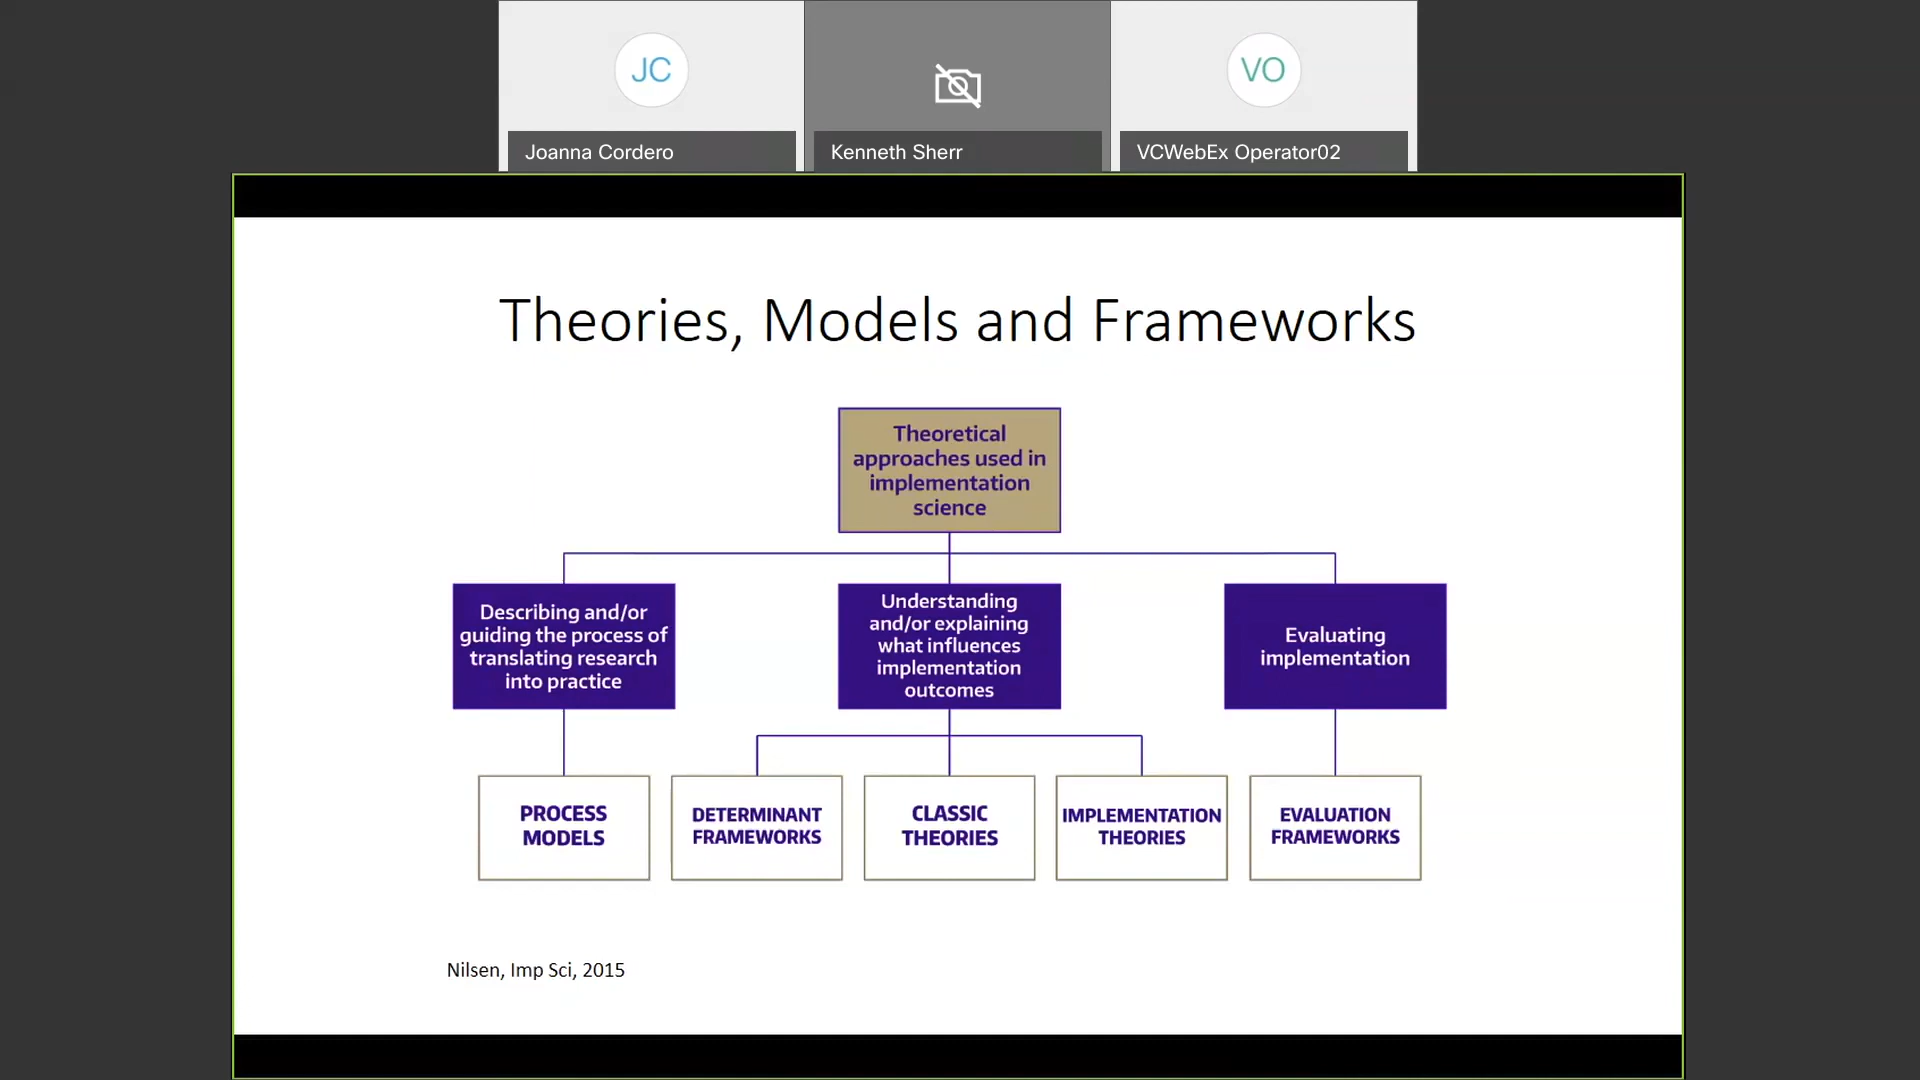 JC
VO
Joanna Cordero
Kenneth Sherr
VCWebEx Operator02
Theories, Models and Frameworks
Theoretical
approaches used in
implementation
science
Describing and/or
guiding the process of
translating research
into practice
Understanding
and/or explaining
what influences
implementation
outcomes
Evaluating
implementation
PROCESS
MODELS
DETERMINANT
FRAMEWORKS
CLASSIC
THEORIES
IMPLEMENTATION
THEORIES
EVALUATION
FRAMEWORKS
Nilsen, Imp Sci, 2015